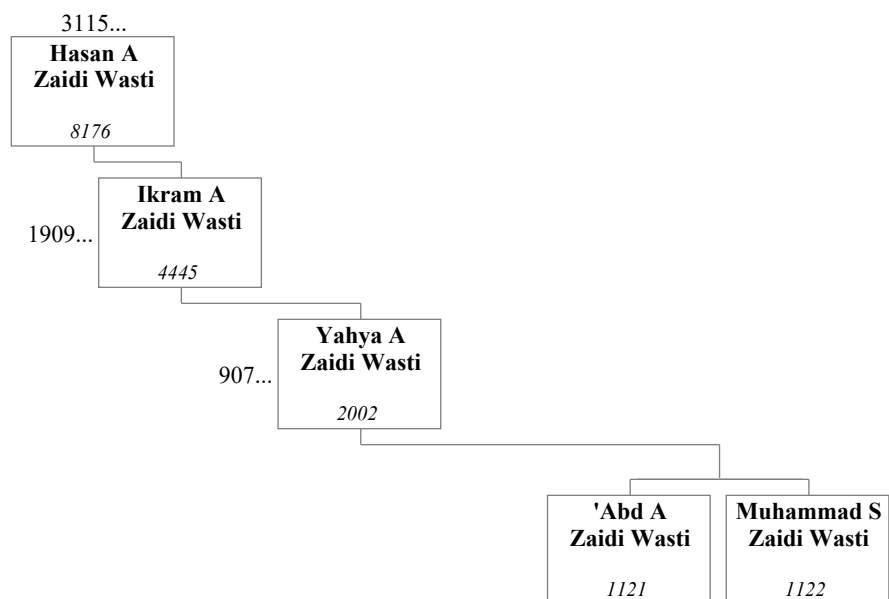 3115...
Hasan A
Zaidi Wasti
8176
Ikram A
Zaidi Wasti
1909...
4445
Yahya A
Zaidi Wasti
907...
2002
'Abd A
Zaidi Wasti
1121
Muhammad S
Zaidi Wasti
1122